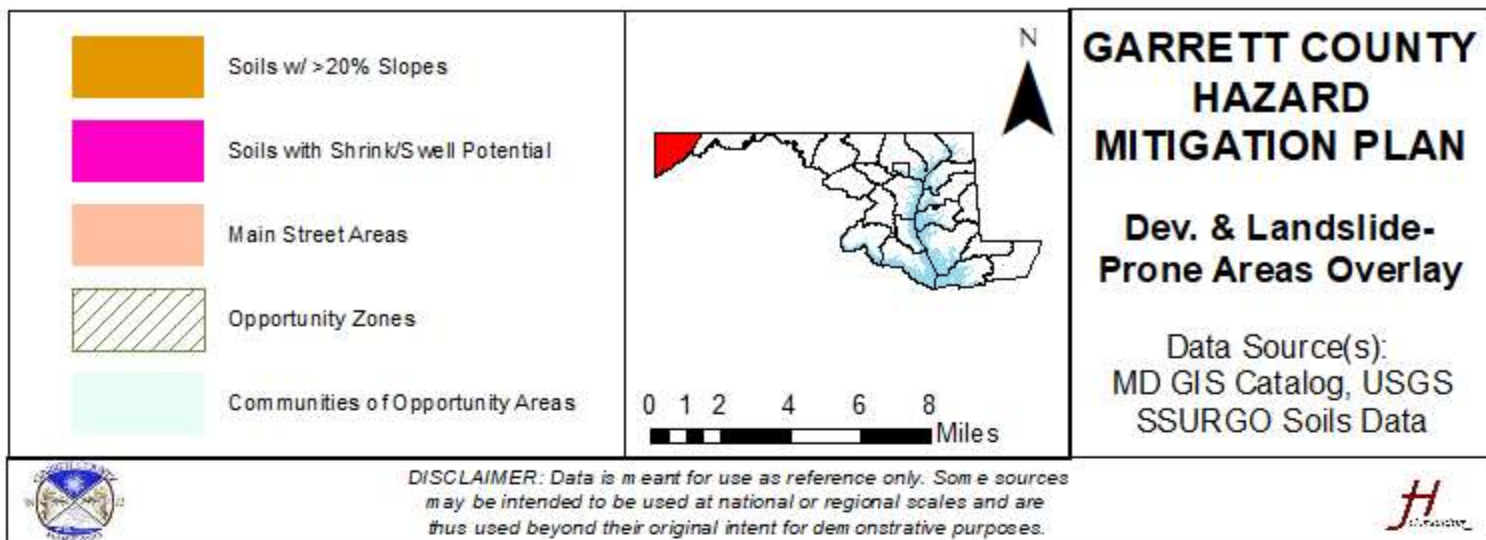 Soils w/ >20% Slopes
Soils with Shrink/Swell Potential
Main Street Areas
Opportunity Zones
Communities of Opportunity Areas
N
0 1 2 4 6 8
Miles
GARRETT COUNTY
HAZARD
MITIGATION PLAN
Dev. & Landslide-
Prone Areas Overlay
Data Source(s):
MD GIS Catalog, USGS
SSURGO Soils Data
DISCLAIMER: Data is meant for use as reference only. Some sources
may be intended to be used at national or regional scales and are
thus used beyond their original intent for demonstrative purposes.
H